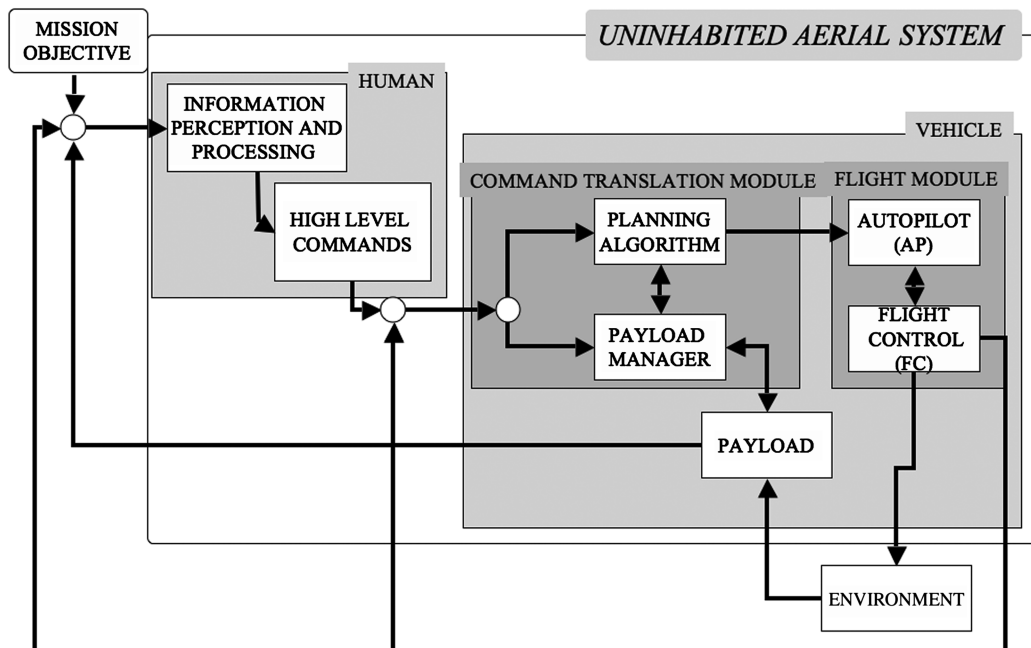 MISSION
OBJECTIVE
UNINHABITED AERIAL SYSTEM
HUMAN
INFORMATION
PERCEPTION AND
PROCESSING
HIGH LEVEL
COMMANDS
VEHICLE
COMMAND TRANSLATION MODULE
PLANNING
ALGORITHM
PAYLOAD
MANAGER
FLIGHT MODULE
AUTOPILOT
(AP)
FLIGHT
CONTROL
(FC)
PAYLOAD
ENVIRONMENT